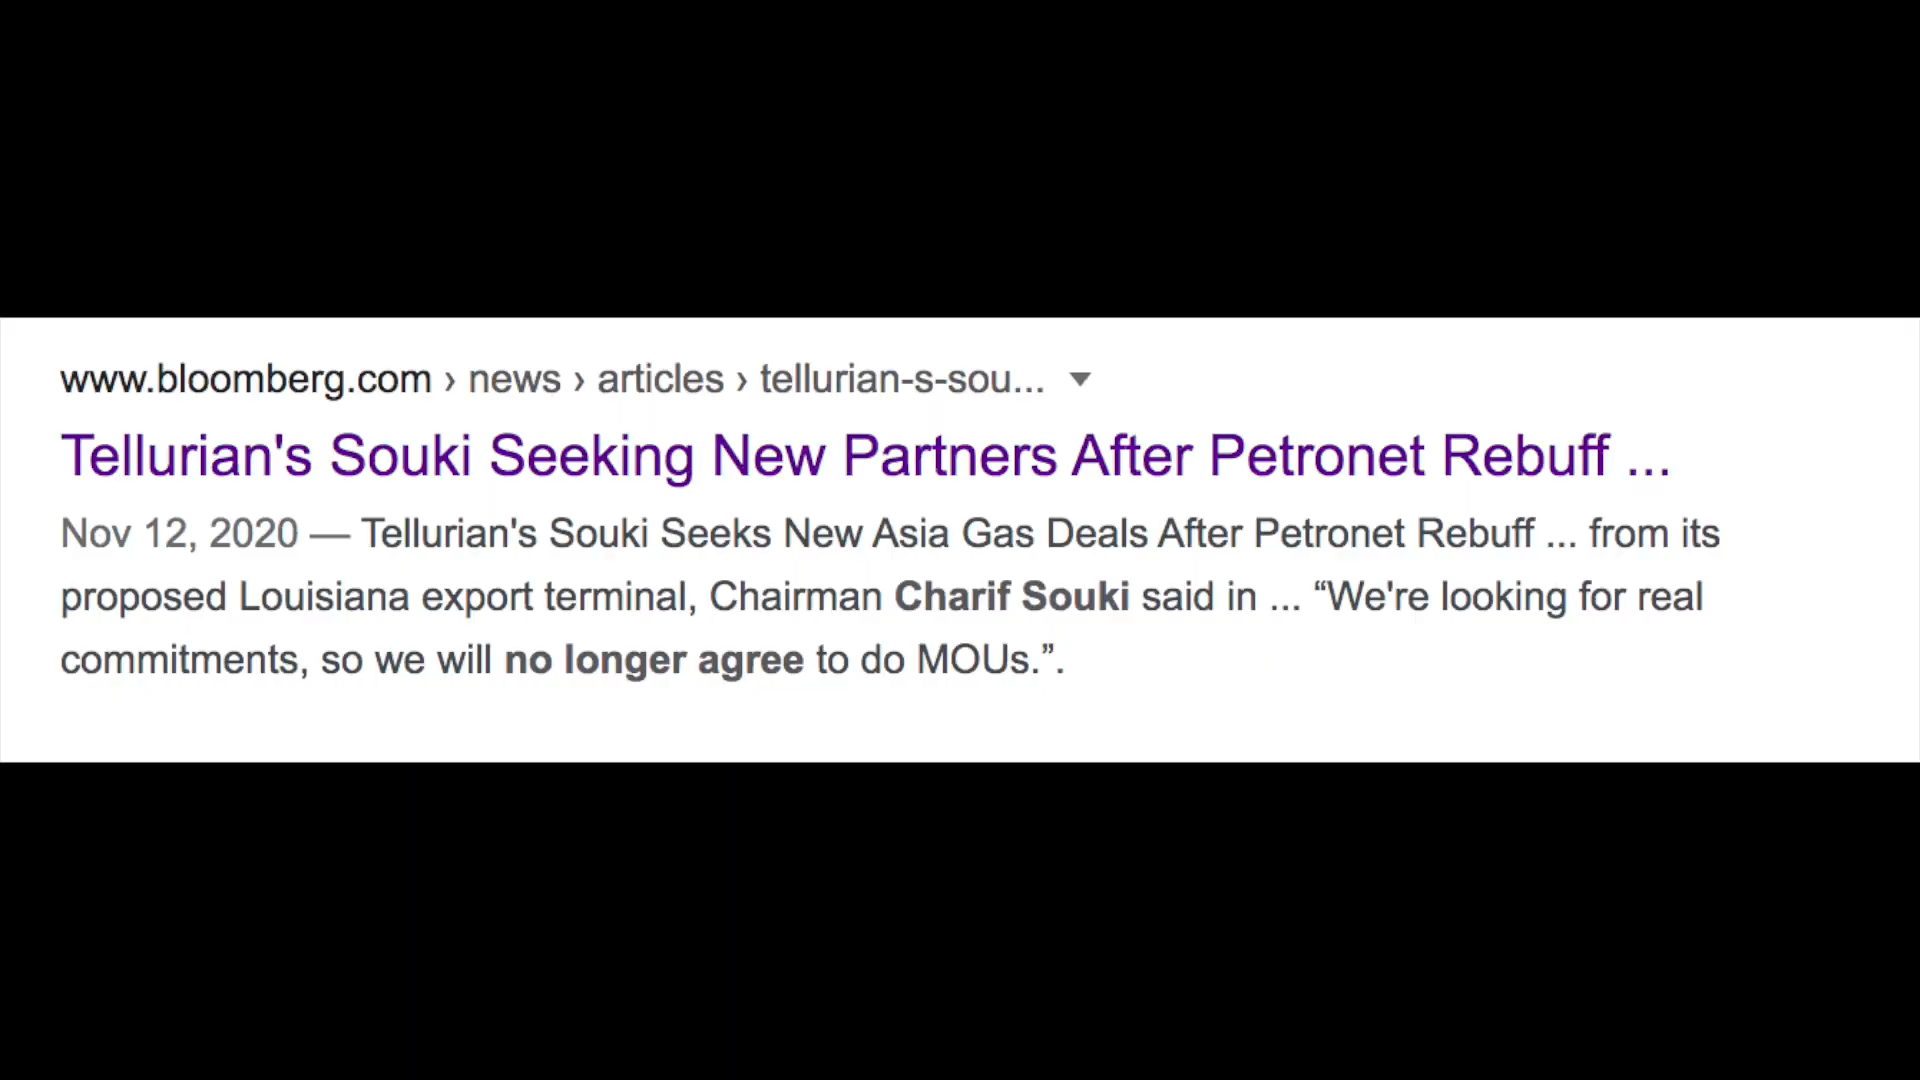 www.bloomberg.com › news › articles › tellurian-s-sou...
Tellurian's Souki Seeking New Partners After Petronet Rebuff ...
Nov 12, 2020 — Tellurian's Souki Seeks New Asia Gas Deals After Petronet Rebuff ... from its
proposed Louisiana export terminal, Chairman Charif Souki said in ... “We're looking for real
commitments, so we will no longer agree to do MOUs.”.